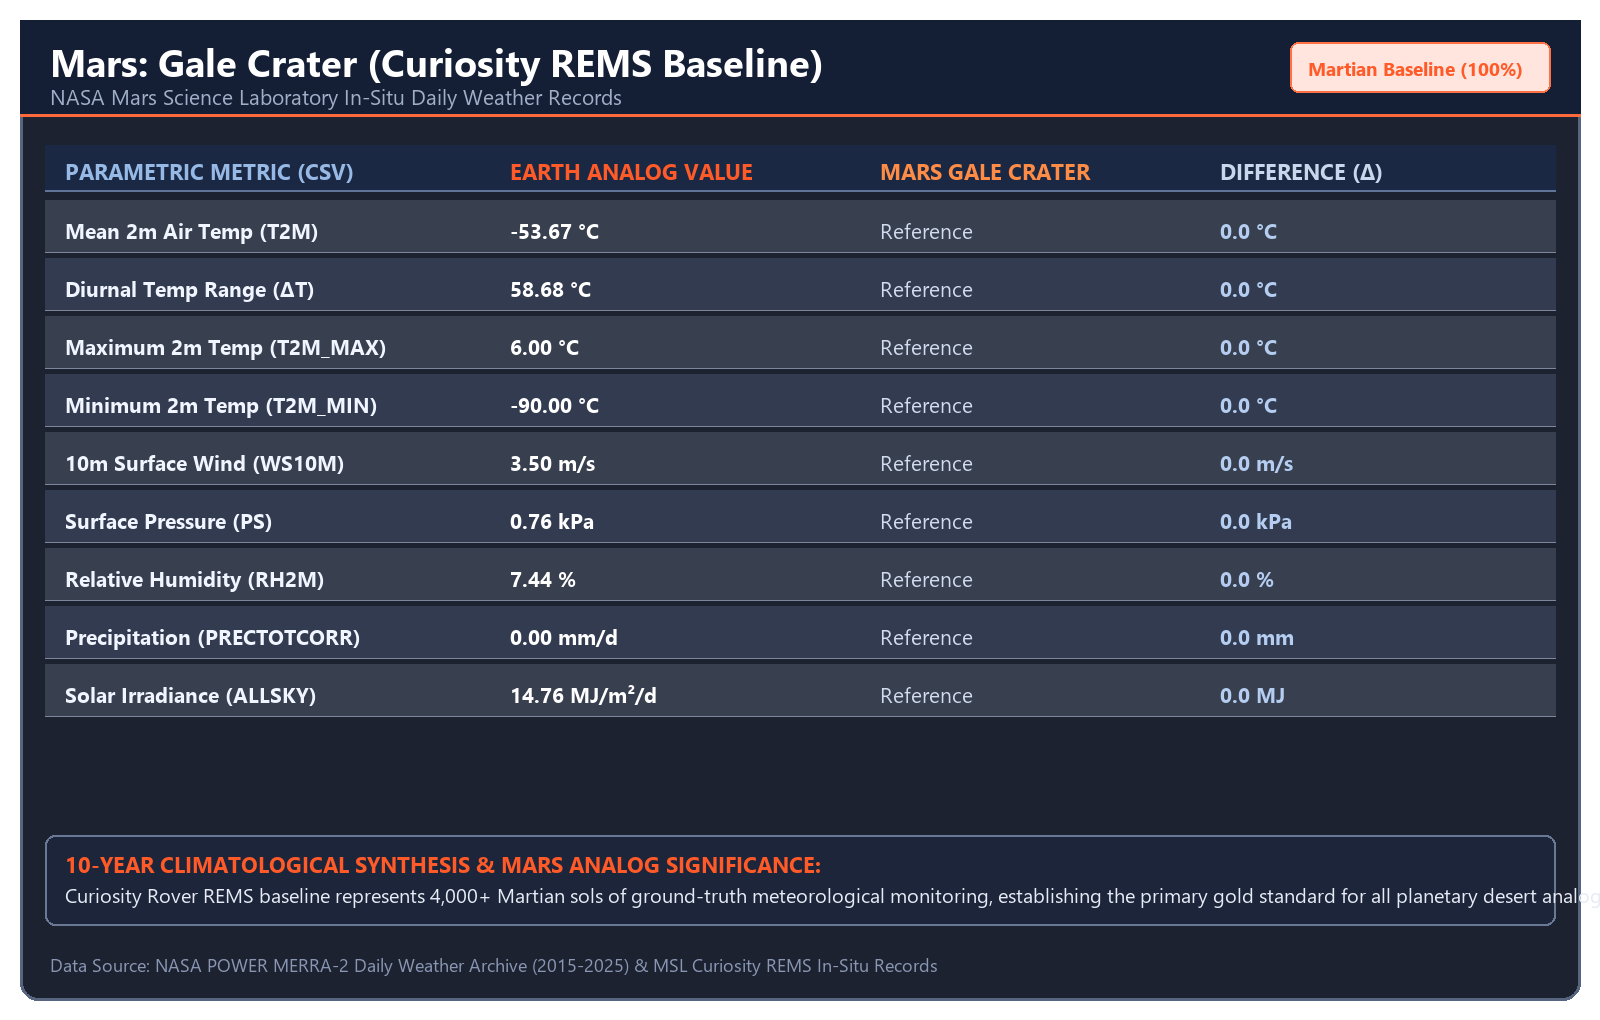 Mars: Gale Crater (Curiosity REMS Baseline)
Martian Baseline (100%)
NASA Mars Science Laboratory In-Situ Daily Weather Records
PARAMETRIC METRIC (CSV) EARTH ANALOG VALUE MARS GALE CRATER DIFFERENCE (Δ)
Mean 2m Air Temp (T2M) -53.67 °C Reference 0.0 °C
Diurnal Temp Range (ΔT) 58.68 °C Reference 0.0 °C
Maximum 2m Temp (T2M_MAX) 6.00 °C Reference 0.0 °C
Minimum 2m Temp (T2M_MIN) -90.00 °C Reference 0.0 °C
10m Surface Wind (WS10M) 3.50 m/s Reference 0.0 m/s
Surface Pressure (PS) 0.76 kPa Reference 0.0 kPa
Relative Humidity (RH2M) 7.44 % Reference 0.0 %
Precipitation (PRECTOTCORR) 0.00 mm/d Reference 0.0 mm
Solar Irradiance (ALLSKY) 14.76 MJ/m²/d Reference 0.0 MJ
10-YEAR CLIMATOLOGICAL SYNTHESIS & MARS ANALOG SIGNIFICANCE:
Curiosity Rover REMS baseline represents 4,000+ Martian sols of ground-truth meteorological monitoring, establishing the primary gold standard for all planetary desert analog
Data Source: NASA POWER MERRA-2 Daily Weather Archive (2015-2025) & MSL Curiosity REMS In-Situ Records